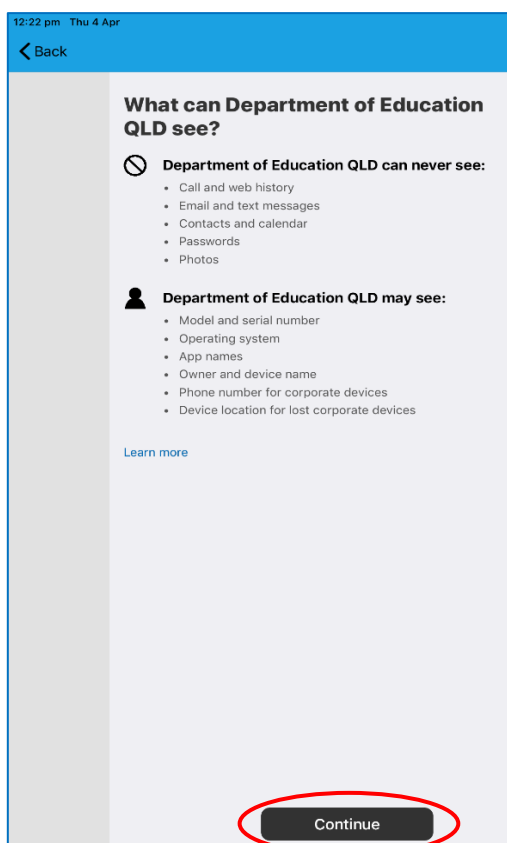 12:22 pm Thu 4 Apr
Back
What can Department of Education
QLD see?
Department of Education QLD can never see:
• Call and web history
• Email and text messages
• Contacts and calendar
• Passwords
• Photos
Department of Education QLD may see:
• Model and serial number
• Operating system
• App names
• Owner and device name
• Phone number for corporate devices
• Device location for lost corporate devices
Learn more
Continue